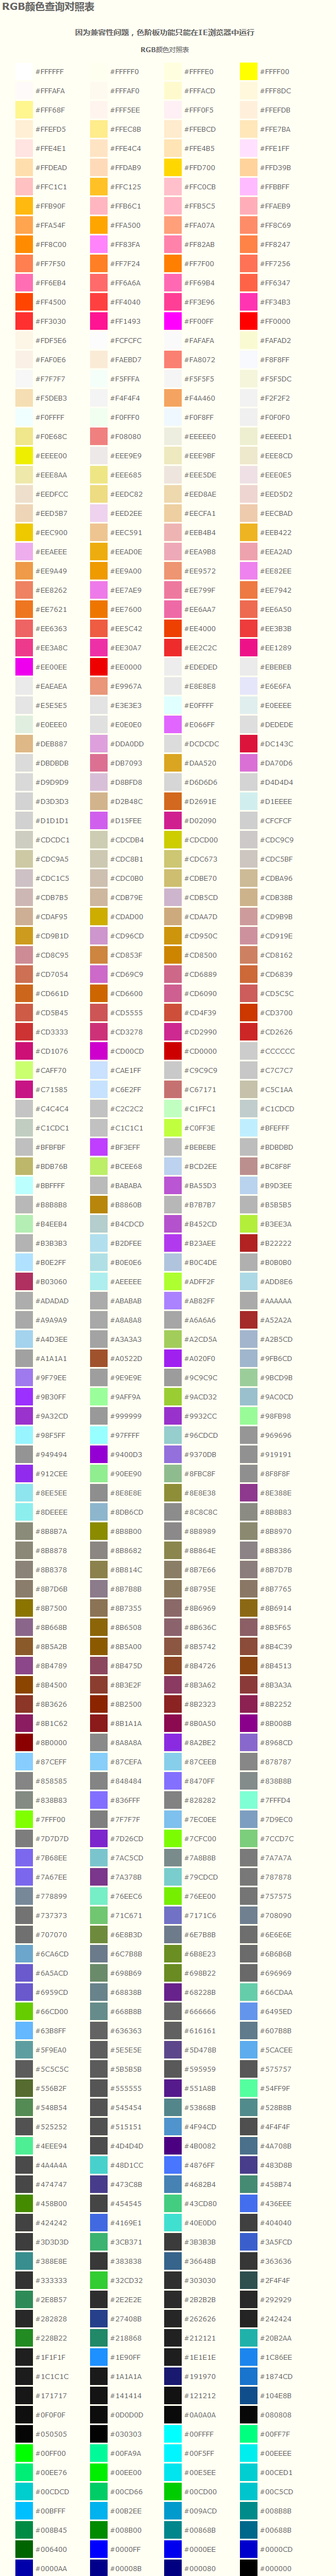 RGB颜色查询对照表
因为兼容性问题，色阶板功能只能在IE浏览器中运行
RGB颜色对照表
#FFFFFF #FFFFF0 #FFFFE0 #FFFF00
#FFFAFA #FFFAF0 #FFFACD #FFF8DC
#FFF68F #FFF5EE #FFF0F5 #FFEFDB
#FFEFD5 #FFEC8B #FFEBCD #FFE7BA
#FFE4E1 #FFE4C4 #FFE4B5 #FFE1FF
#FFDEAD #FFDAB9 #FFD700 #FFD39B
#FFC1C1 #FFC125 #FFC0CB #FFBBFF
#FFB90F #FFB6C1 #FFB5C5 #FFAEB9
#FFA54F #FFA500 #FFA07A #FF8C69
#FF8C00 #FF83FA #FF82AB #FF8247
#FF7F50 #FF7F24 #FF7F00 #FF7256
#FF6EB4 #FF6A6A #FF69B4 #FF6347
#FF4500 #FF4040 #FF3E96 #FF34B3
#FF3030 #FF1493 #FF00FF #FF0000
#FDF5E6 #FCFCFC #FAFAFA #FAFAD2
#FAF0E6 #FAEBD7 #FA8072 #F8F8FF
#F7F7F7 #F5FFFA #F5F5F5 #F5F5DC
#F5DEB3 #F4F4F4 #F4A460 #F2F2F2
#F0FFFF #F0FFF0 #F0F8FF #F0F0F0
#F0E68C #F08080 #EEEEE0 #EEEED1
#EEEE00 #EEE9E9 #EEE9BF #EEE8CD
#EEE8AA #EEE685 #EEE5DE #EEE0E5
#EEDFCC #EEDC82 #EED8AE #EED5D2
#EED5B7 #EED2EE #EECFA1 #EECBAD
#EEC900 #EEC591 #EEB4B4 #EEB422
#EEAEEE #EEAD0E #EEA9B8 #EEA2AD
#EE9A49 #EE9A00 #EE9572 #EE82EE
#EE8262 #EE7AE9 #EE799F #EE7942
#EE7621 #EE7600 #EE6AA7 #EE6A50
#EE6363 #EE5C42 #EE4000 #EE3B3B
#EE3A8C #EE30A7 #EE2C2C #EE1289
#EE00EE #EE0000 #EDEDED #EBEBEB
#EAEAEA #E9967A #E8E8E8 #E6E6FA
#E5E5E5 #E3E3E3 #E0FFFF #E0EEEE
#E0EEE0 #E0E0E0 #E066FF #DEDEDE
#DEB887 #DDA0DD #DCDCDC #DC143C
#DBDBDB #DB7093 #DAA520 #DA70D6
#D9D9D9 #D8BFD8 #D6D6D6 #D4D4D4
#D3D3D3 #D2B48C #D2691E #D1EEEE
#D1D1D1 #D15FEE #D02090 #CFCFCF
#CDCDC1 #CDCDB4 #CDCD00 #CDC9C9
#CDC9A5 #CDC8B1 #CDC673 #CDC5BF
#CDC1C5 #CDC0B0 #CDBE70 #CDBA96
#CDB7B5 #CDB79E #CDB5CD #CDB38B
#CDAF95 #CDAD00 #CDAA7D #CD9B9B
#CD9B1D #CD96CD #CD950C #CD919E
#CD8C95 #CD853F #CD8500 #CD8162
#CD7054 #CD69C9 #CD6889 #CD6839
#CD661D #CD6600 #CD6090 #CD5C5C
#CD5B45 #CD5555 #CD4F39 #CD3700
#CD3333 #CD3278 #CD2990 #CD2626
#CD1076 #CD00CD #CD0000 #CCCCCC
#CAFF70 #CAE1FF #C9C9C9 #C7C7C7
#C71585 #C6E2FF #C67171 #C5C1AA
#C4C4C4 #C2C2C2 #C1FFC1 #C1CDCD
#C1CDC1 #C1C1C1 #C0FF3E #BFEFFF
#BFBFBF #BF3EFF #BEBEBE #BDBDBD
#BDB76B #BCEE68 #BCD2EE #BC8F8F
#BBFFFF #BABABA #BA55D3 #B9D3EE
#B8B8B8 #B8860B #B7B7B7 #B5B5B5
#B4EEB4 #B4CDCD #B452CD #B3EE3A
#B3B3B3 #B2DFEE #B23AEE #B22222
#B0E2FF #B0E0E6 #B0C4DE #B0B0B0
#B03060 #AEEEEE #ADFF2F #ADD8E6
#ADADAD #ABABAB #AB82FF #AAAAAA
#A9A9A9 #A8A8A8 #A6A6A6 #A52A2A
#A4D3EE #A3A3A3 #A2CD5A #A2B5CD
#A1A1A1 #A0522D #A020F0 #9FB6CD
#9F79EE #9E9E9E #9C9C9C #9BCD9B
#9B30FF #9AFF9A #9ACD32 #9AC0CD
#9A32CD #999999 #9932CC #98FB98
#98F5FF #97FFFF #96CDCD #969696
#949494 #9400D3 #9370DB #919191
#912CEE #90EE90 #8FBC8F #8F8F8F
#8EE5EE #8E8E8E #8E8E38 #8E388E
#8DEEEE #8DB6CD #8C8C8C #8B8B83
#8B8B7A #8B8B00 #8B8989 #8B8970
#8B8878 #8B8682 #8B864E #8B8386
#8B8378 #8B814C #8B7E66 #8B7D7B
#8B7D6B #8B7B8B #8B795E #8B7765
#8B7500 #8B7355 #8B6969 #8B6914
#8B668B #8B6508 #8B636C #8B5F65
#8B5A2B #8B5A00 #8B5742 #8B4C39
#8B4789 #8B475D #8B4726 #8B4513
#8B4500 #8B3E2F #8B3A62 #8B3A3A
#8B3626 #8B2500 #8B2323 #8B2252
#8B1C62 #8B1A1A #8B0A50 #8B008B
#8B0000 #8A8A8A #8A2BE2 #8968CD
#87CEFF #87CEFA #87CEEB #878787
#858585 #848484 #8470FF #838B8B
#838B83 #836FFF #828282 #7FFFD4
#7FFF00 #7F7F7F #7EC0EE #7D9EC0
#7D7D7D #7D26CD #7CFC00 #7CCD7C
#7B68EE #7AC5CD #7A8B8B #7A7A7A
#7A67EE #7A378B #79CDCD #787878
#778899 #76EEC6 #76EE00 #757575
#737373 #71C671 #7171C6 #708090
#707070 #6E8B3D #6E7B8B #6E6E6E
#6CA6CD #6C7B8B #6B8E23 #6B6B6B
#6A5ACD #698B69 #698B22 #696969
#6959CD #68838B #68228B #66CDAA
#66CD00 #668B8B #666666 #6495ED
#63B8FF #636363 #616161 #607B8B
#5F9EA0 #5E5E5E #5D478B #5CACEE
#5C5C5C #5B5B5B #595959 #575757
#556B2F #555555 #551A8B #54FF9F
#548B54 #545454 #53868B #528B8B
#525252 #515151 #4F94CD #4F4F4F
#4EEE94 #4D4D4D #4B0082 #4A708B
#4A4A4A #48D1CC #4876FF #483D8B
#474747 #473C8B #4682B4 #458B74
#458B00 #454545 #43CD80 #436EEE
#424242 #4169E1 #40E0D0 #404040
#3D3D3D #3CB371 #3B3B3B #3A5FCD
#388E8E #383838 #36648B #363636
#333333 #32CD32 #303030 #2F4F4F
#2E8B57 #2E2E2E #2B2B2B #292929
#282828 #27408B #262626 #242424
#228B22 #218868 #212121 #20B2AA
#1F1F1F #1E90FF #1E1E1E #1C86EE
#1C1C1C #1A1A1A #191970 #1874CD
#171717 #141414 #121212 #104E8B
#0F0F0F #0D0D0D #0A0A0A #080808
#050505 #030303 #00FFFF #00FF7F
#00FF00 #00FA9A #00F5FF #00EEEE
#00EE76 #00EE00 #00E5EE #00CED1
#00CDCD #00CD66 #00CD00 #00C5CD
#00BFFF #00B2EE #009ACD #008B8B
#008B45 #008B00 #00868B #00688B
#006400 #0000FF #0000EE #0000CD
#0000AA #00008B #000080 #000000